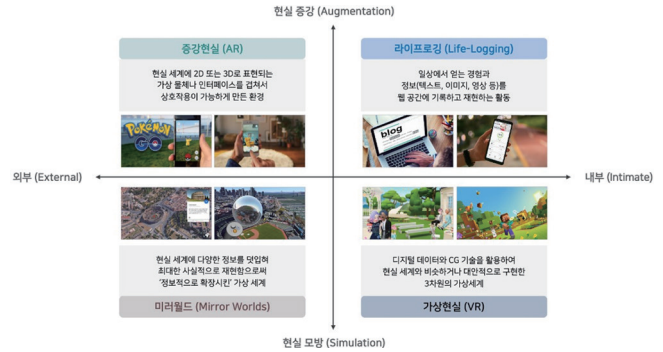 현실 증강 (Augmentation)
증강현실 (AR)
현실 세계에 2D 또는 3D로 표현되는
가상 물체나 인터페이스를 겹쳐서
상호작용이 가능하게 만든 환경
라이프로깅 (Life-Logging)
일상에서 얻는 경험과
정보(텍스트, 이미지, 영상 등)를
웹 공간에 기록하고 재현하는 활동
POKÉMON
GO
blog
외부 (External)
내부 (Intimate)
현실 세계에 다양한 정보를 덧입혀
최대한 사실적으로 재현함으로써
'정보적으로 확장시킨' 가상 세계
미러월드 (Mirror Worlds)
디지털 데이터와 CG 기술을 활용하여
현실 세계와 비슷하거나 대안적으로 구현한
3차원의 가상세계
가상현실 (VR)
현실 모방 (Simulation)